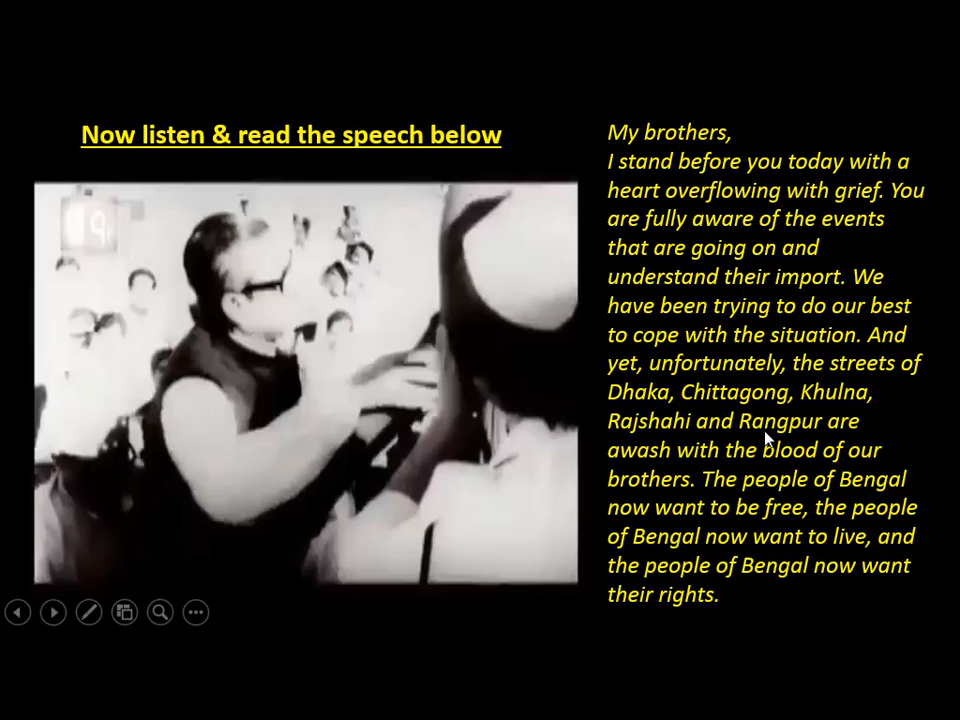 Now listen & read the speech below
My brothers,
I stand before you today with a
heart overflowing with grief. You
are fully aware of the events
that are going on and
understand their import. We
have been trying to do our best
to cope with the situation. And
yet, unfortunately, the streets of
Dhaka, Chittagong, Khulna,
Rajshahi and Rangpur are
awash with the blood of our
brothers. The people of Bengal
now want to be free, the people
of Bengal now want to live, and
the people of Bengal now want
their rights.